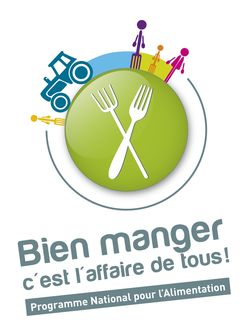 Bien manger
c'est l'affaire de tous!
Programme National pour l'Alimentation